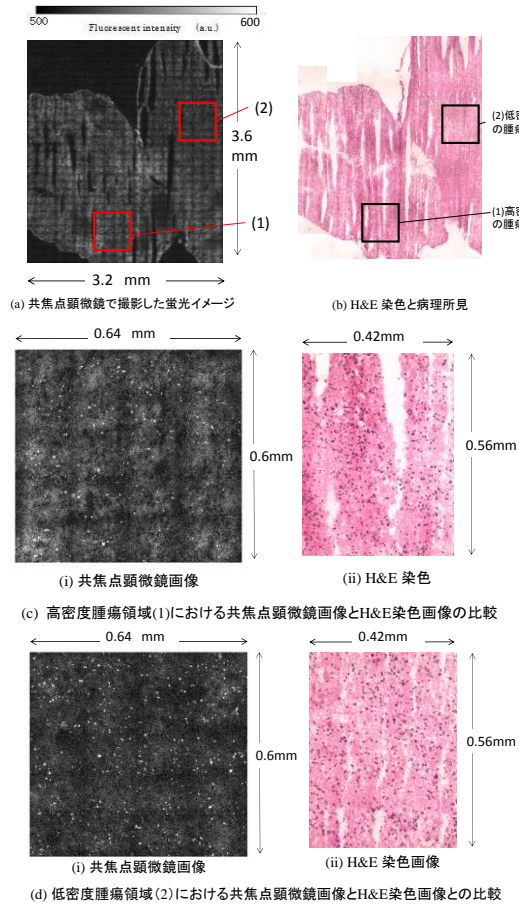 500 600
Fluorescent intensity (a.u.)
(2)
3.6
mm
(1)
3.2 mm
(2)低密
の腫瘍
(1)高密
の腫瘍
(a) 共焦点顕微鏡で撮影した蛍光イメージ
(b) H&E 染色と病理所見
0.64 mm
0.42mm
0.6mm
0.56mm
(i) 共焦点顕微鏡画像
(ii) H&E 染色
(c) 高密度腫瘍領域(1)における共焦点顕微鏡画像とH&E染色画像の比較
0.64 mm
0.42mm
0.6mm
0.56mm
(i) 共焦点顕微鏡画像
(ii) H&E 染色画像
(d) 低密度腫瘍領域(2)における共焦点顕微鏡画像とH&E染色画像との比較